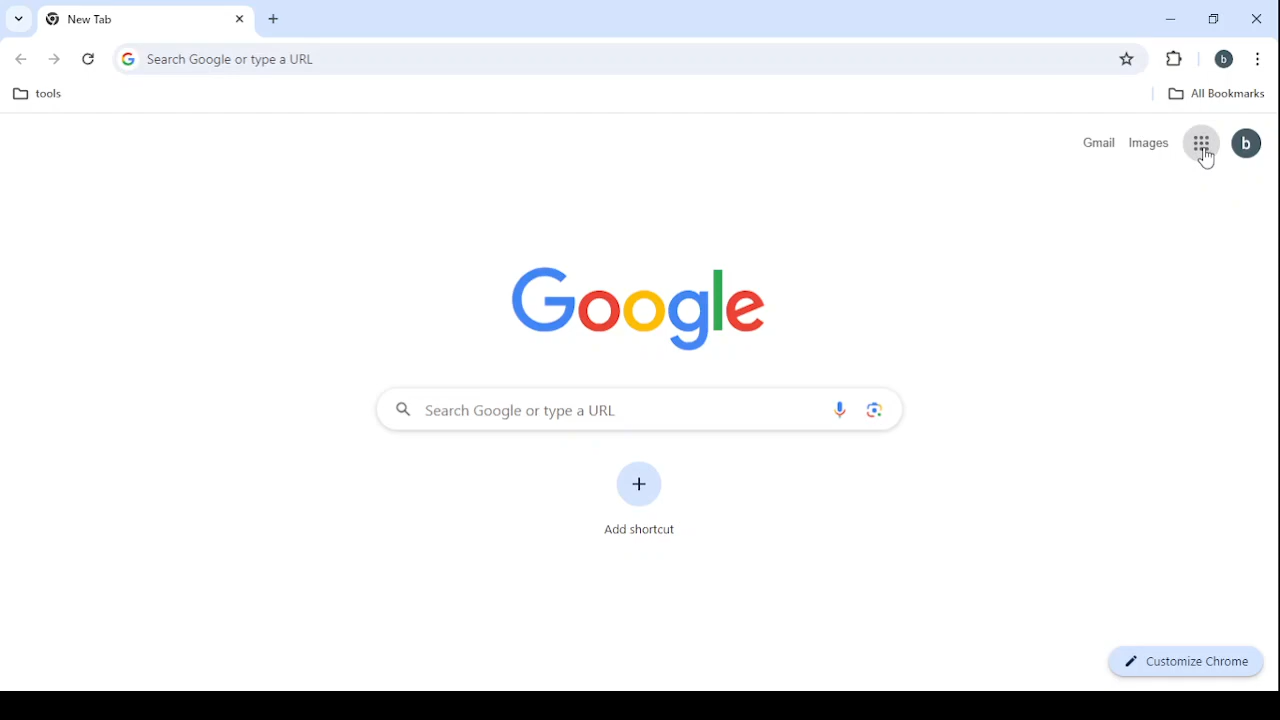 New Tab
Search Google or type a URL
b
tools
All Bookmarks
Gmail Images b
Google
Search Google or type a URL
Add shortcut
Customize Chrome